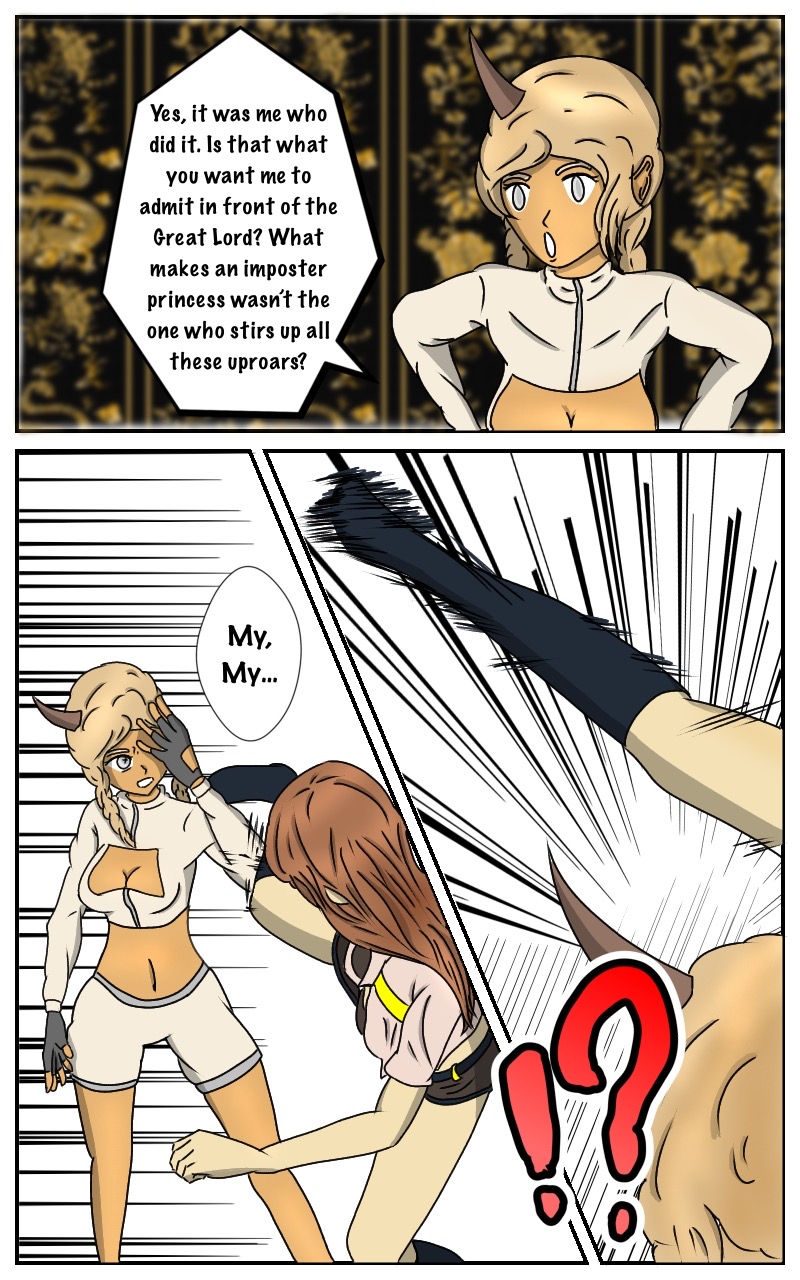 Yes, it was me who
did it. Is that what
you want me to
admit in front of the
Great Lord? What
makes an imposter
princess wasn't the
one who stirs up all
these uproars?
My,
My...
!?